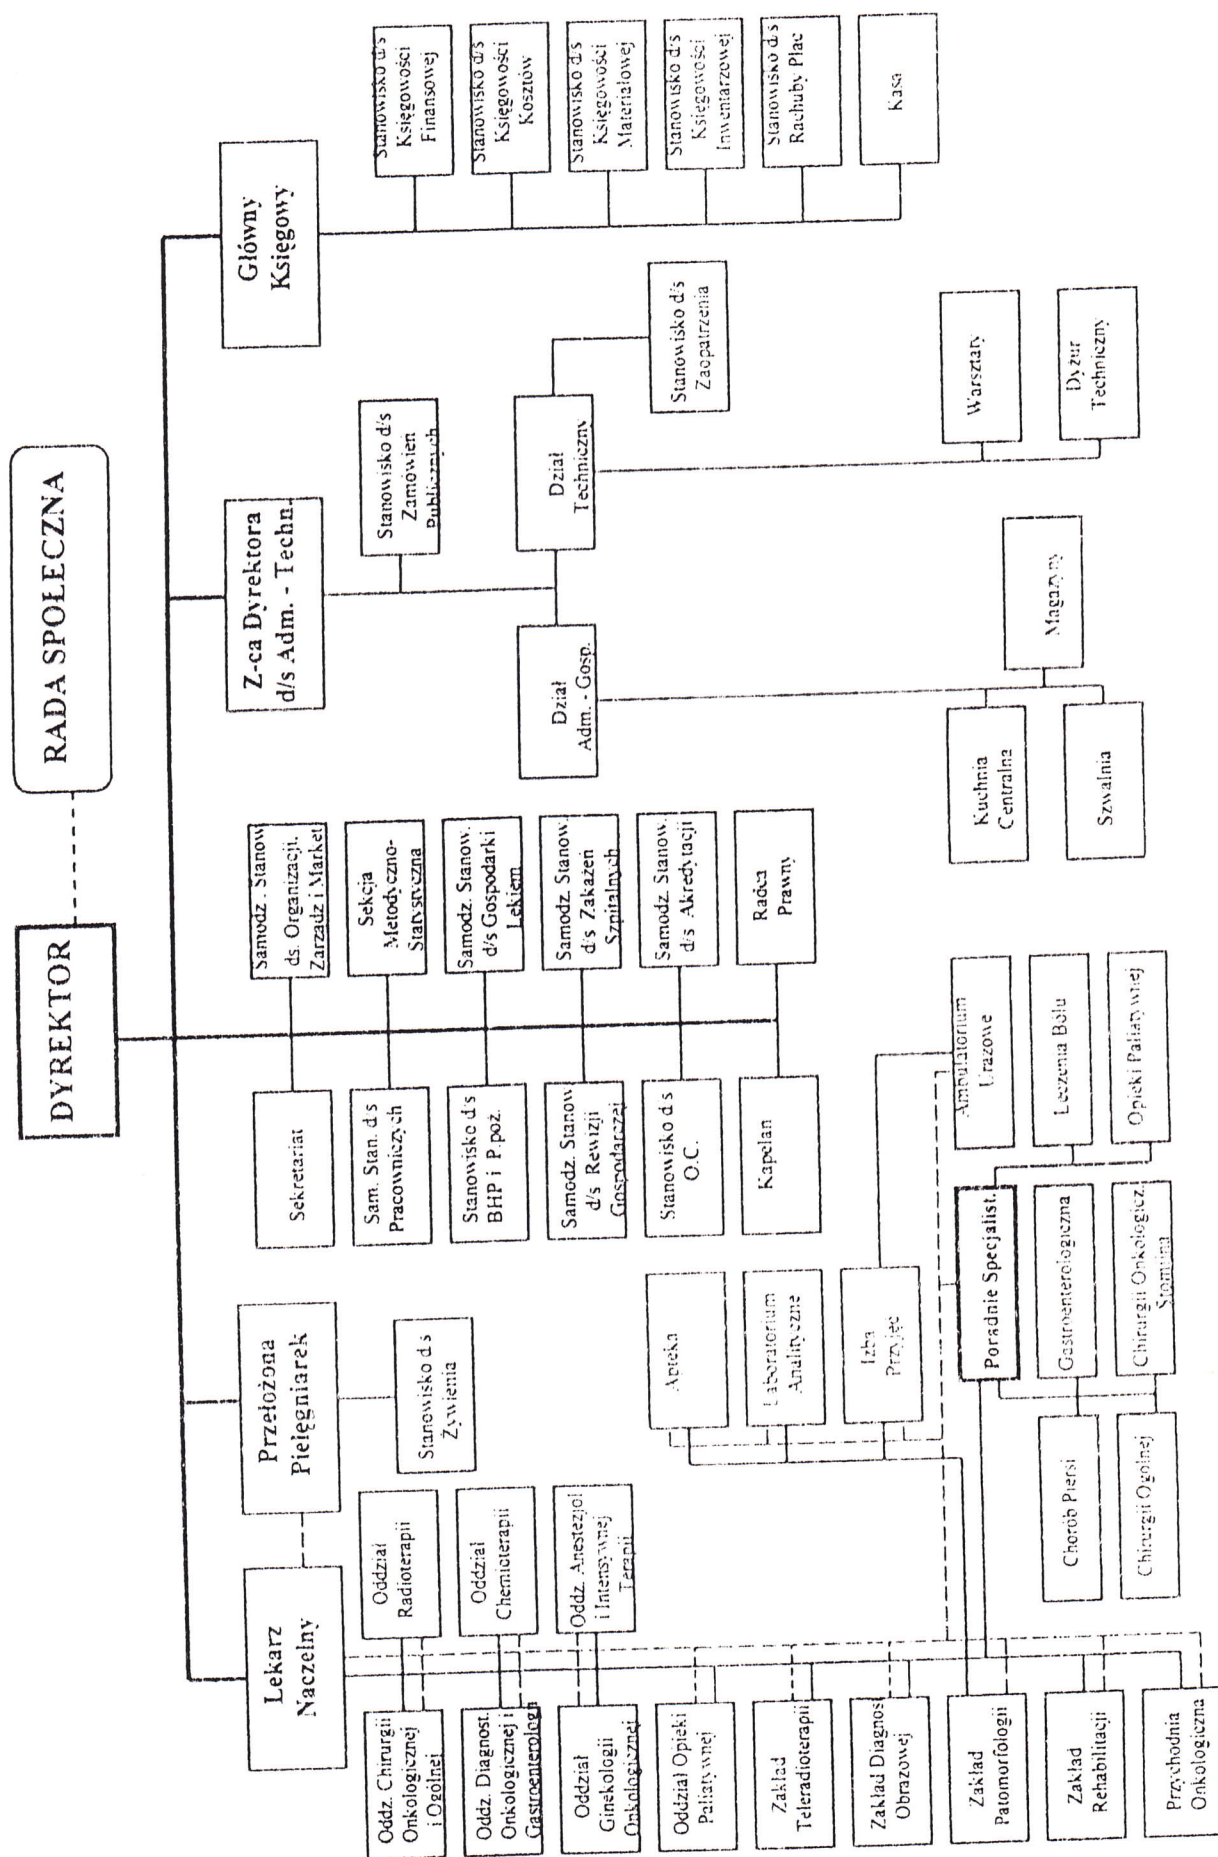 DYREKTOR
RADA SPOŁECZNA
Lekarz
Naczelny
Przełożona
Pielęgniarek
Z-ca Dyrektora
d/s Adm. - Techn.
Główny
Księgowy
Oddz. Chirurgii
Onkologicznej
i Ogólnej
Oddział
Radioterapii
Oddz. Diagnost.
Onkologicznej i
Gastroenterologi
Oddział
Chemioterapii
Oddział
Ginekologii
Onkologicznej
Oddz. Anestezjol
i Intensywnej
Terapii
Oddział Opieki
Paliatywnej
Zakład
Teleradioterapii
Zakład Diagnost
Obrazowej
Zakład
Patomorfologii
Zakład
Rehabilitacji
Przychodnia
Onkologiczna
Stanowisko d s
Żywienia
Apteka
Laboratorium
Analityczne
Izba
Przyjęć
Ambulatorium
Urazowe
Poradnie Specjalist.
Leczenia Bólu
Opieki Paliatywnej
Gastroenterologiczna
Chirurgii Onkologicz.
Stomijna
Chorób Piersi
Chirurgii Ogólnej
Sekretariat
Samodz . Stanow.
ds. Organizacji.
Zarzadz i Market
Sam. Stan. d s
Pracowniczych
Sekcja
Metodyczno-
Statystyczna
Stanowisko d s
BHP i P.poż.
Samodz. Stanow.
d/s Gospodarki
Lekiem
Samodz. Stanow
d/s Rewizji
Gospodarczej
Samodz. Stanow.
d/s Zakażeń
Szpitalnych
Stanowisko d s
O.C.
Samodz. Stanow.
d/s Akredytacji
Kapelan
Radca
Prawny
Stanowisko d/s
Zamówień
Publicznych
Dział
Adm. - Gosp.
Dział
Techniczny
Stanowisko d/s
Zaopatrzenia
Kuchnia
Centralna
Magazyny
Szwalnia
Warsztaty
Dyżur
Techniczny
Stanowisko d/s
Księgowości
Finansowej
Stanowisko d/s
Księgowości
Kosztów
Stanowisko d/s
Księgowości
Materiałowej
Stanowisko d/s
Księgowości
Inwentarzowej
Stanowisko d/s
Rachuby Płac
Kasa